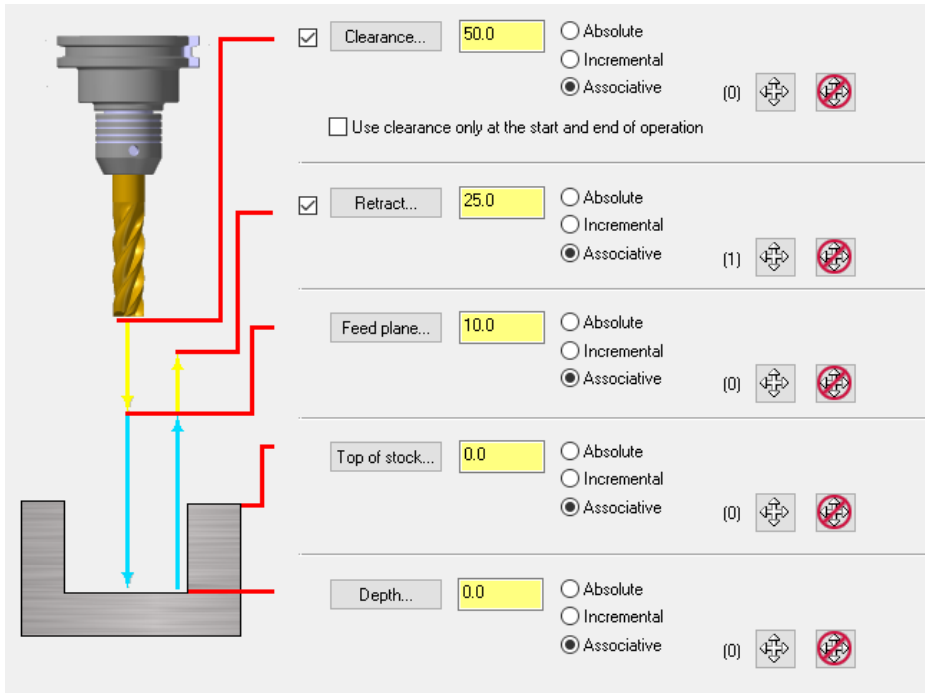 Clearance... 50.0 Absolute
Incremental
Associative (0)
Use clearance only at the start and end of operation
Retract... 25.0 Absolute
Incremental
Associative (1)
Feed plane... 10.0 Absolute
Incremental
Associative (0)
Top of stock... 0.0 Absolute
Incremental
Associative (0)
Depth... 0.0 Absolute
Incremental
Associative (0)